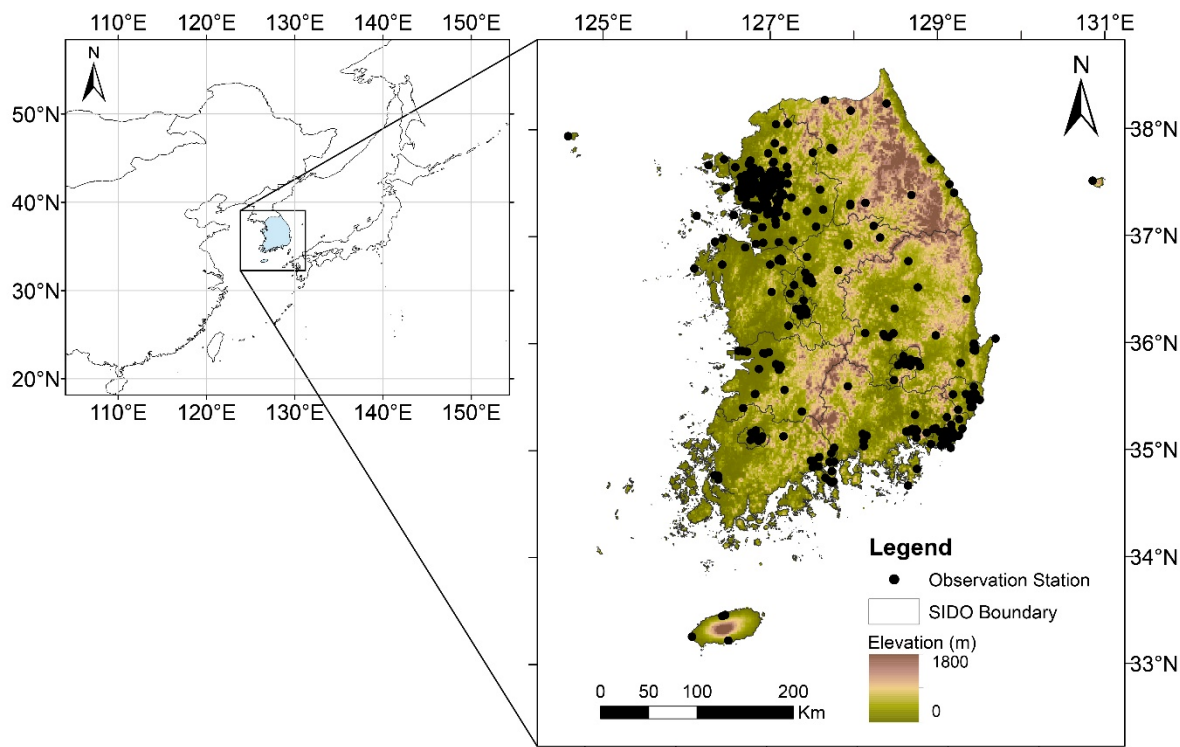 110°E 120°E 130°E 140°E 150°E
N
50°N
40°N
30°N
20°N
110°E 120°E 130°E 140°E 150°E
125°E 127°E 129°E 131°E
N
38°N
37°N
36°N
35°N
34°N
33°N
Legend
Observation Station
SIDO Boundary
Elevation (m)
1800
0
0 50 100 200
Km